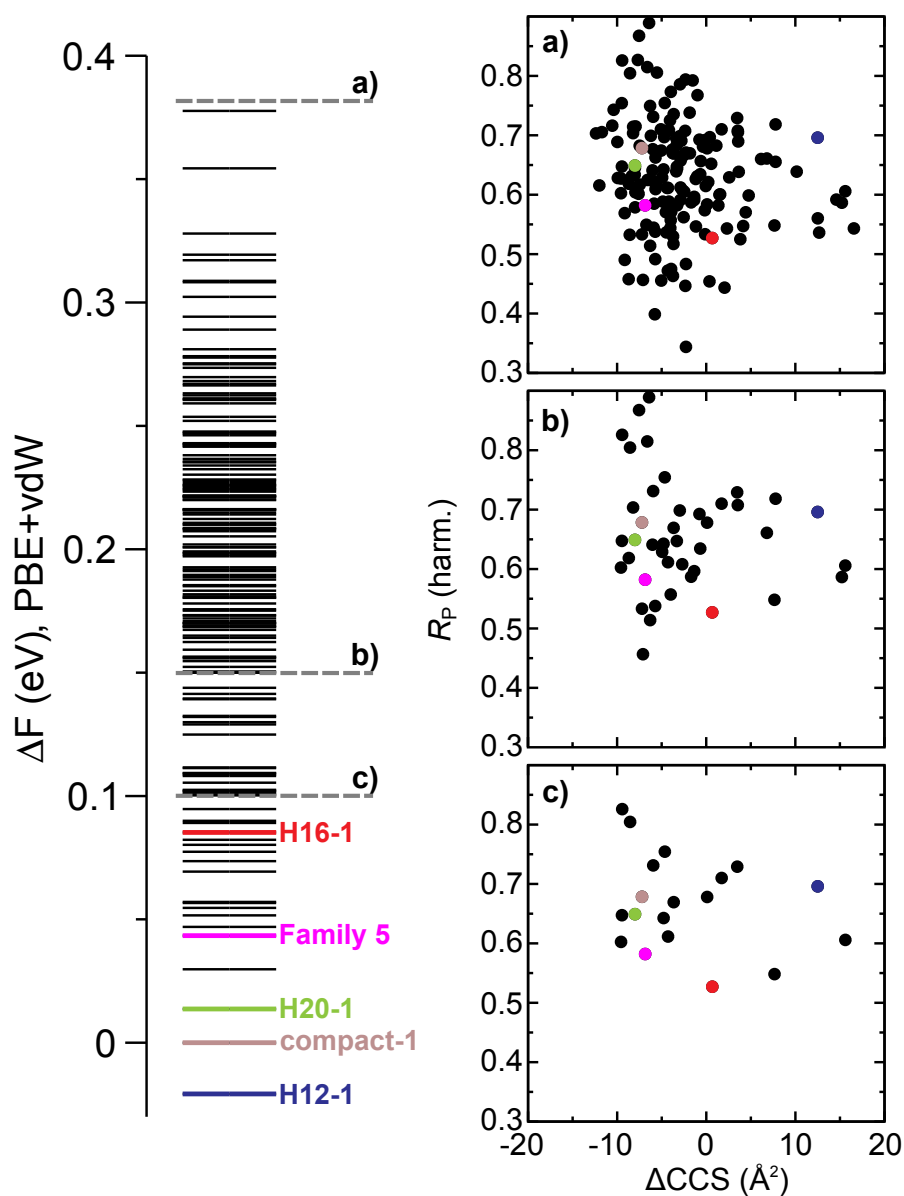 ΔF (eV), PBE+vdW
0.4
0.3
0.2
0.1
0
a)
b)
c)
H16-1
Family 5
H20-1
compact-1
H12-1
R_P (harm.)
a)
0.8
0.7
0.6
0.5
0.4
0.3
b)
0.8
0.7
0.6
0.5
0.4
0.3
c)
0.8
0.7
0.6
0.5
0.4
0.3
-20 -10 0 10 20
ΔCCS (Å²)